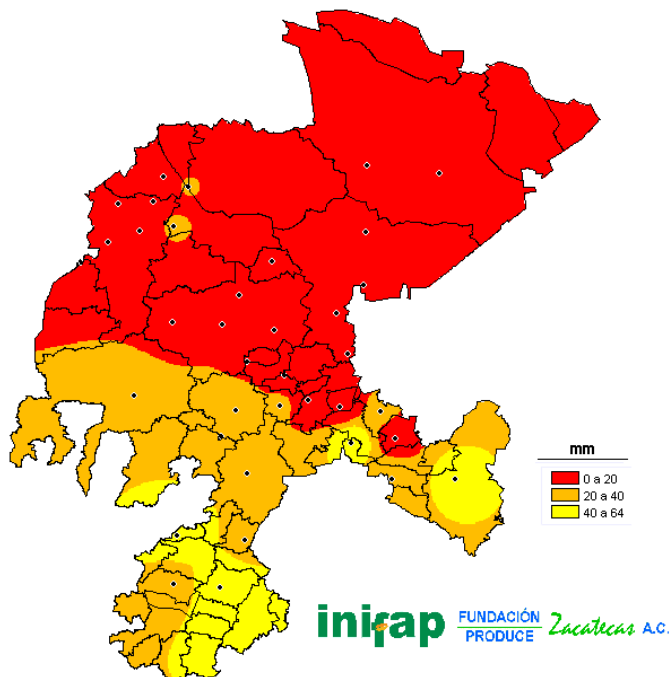 mm
0 a 20
20 a 40
40 a 64
inifap
FUNDACIÓN
PRODUCE
Zacatecas A.C.